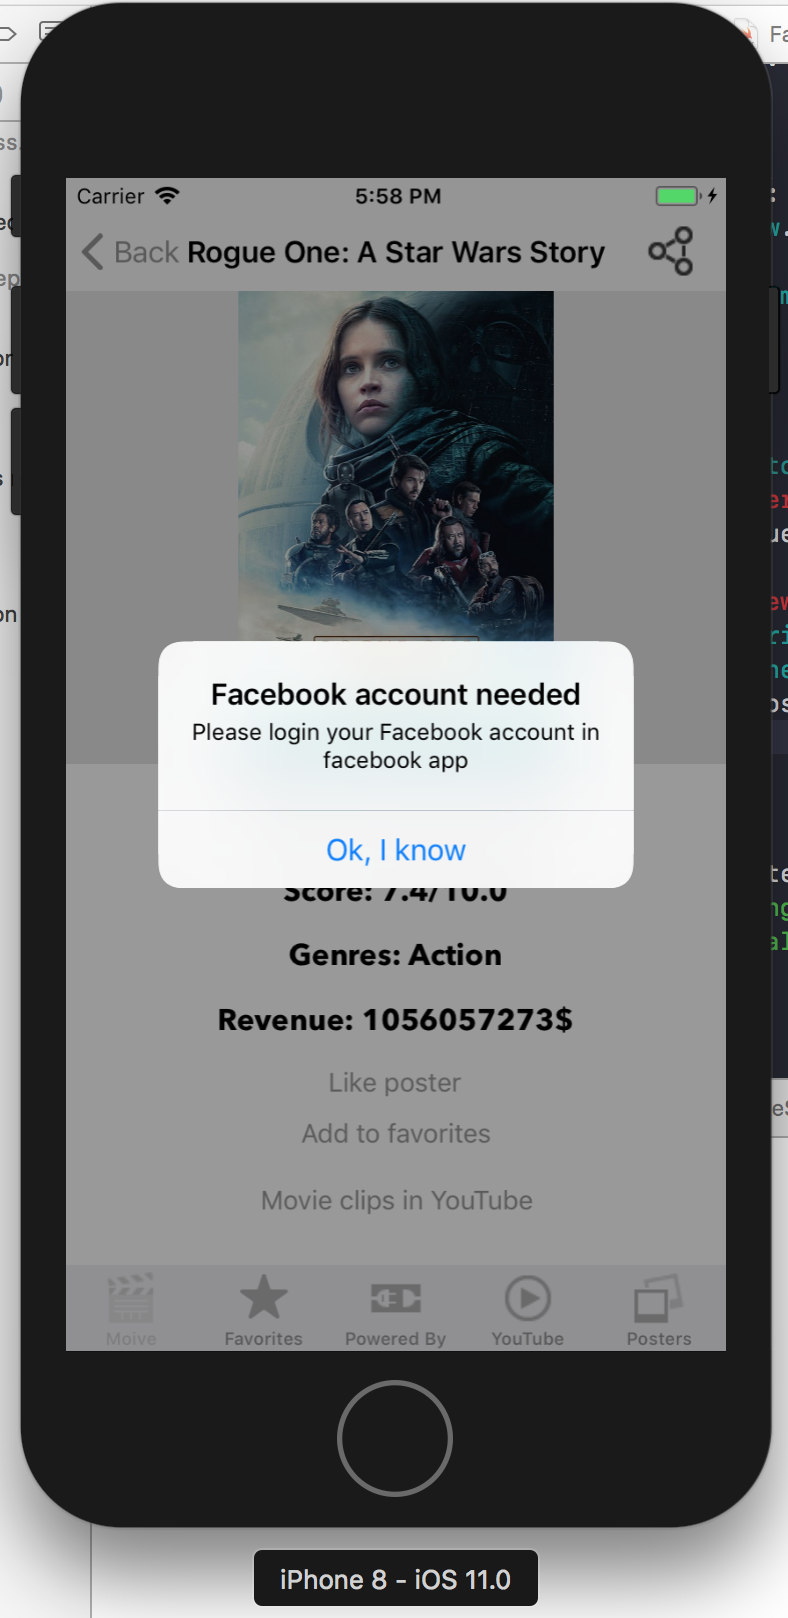 Carrier
5:58 PM
Back
Rogue One: A Star Wars Story
Facebook account needed
Please login your Facebook account in
facebook app
Ok, I know
Score: 7.4/10.0
Genres: Action
Revenue: 1056057273$
Like poster
Add to favorites
Movie clips in YouTube
Moive
Favorites
Powered By
YouTube
Posters
iPhone 8 - iOS 11.0